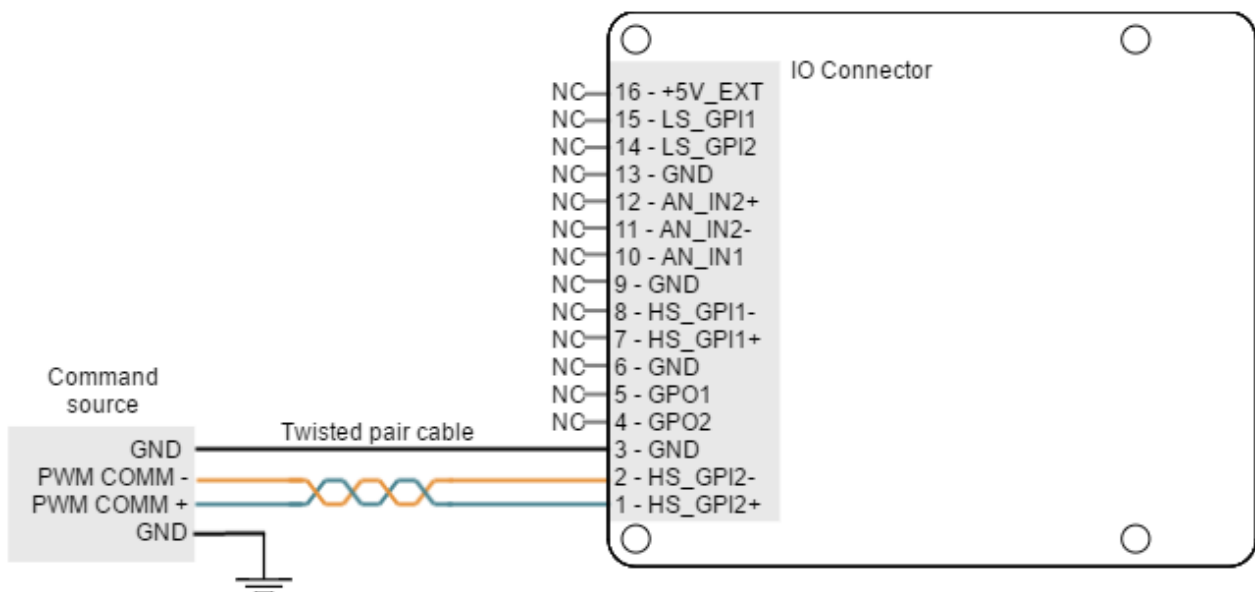 IO Connector
NC 16 - +5V_EXT
NC 15 - LS_GPI1
NC 14 - LS_GPI2
NC 13 - GND
NC 12 - AN_IN2+
NC 11 - AN_IN2-
NC 10 - AN_IN1
NC 9 - GND
NC 8 - HS_GPI1-
NC 7 - HS_GPI1+
NC 6 - GND
NC 5 - GPO1
NC 4 - GPO2
3 - GND
2 - HS_GPI2-
1 - HS_GPI2+
Command
source
GND
PWM COMM -
PWM COMM +
GND
Twisted pair cable